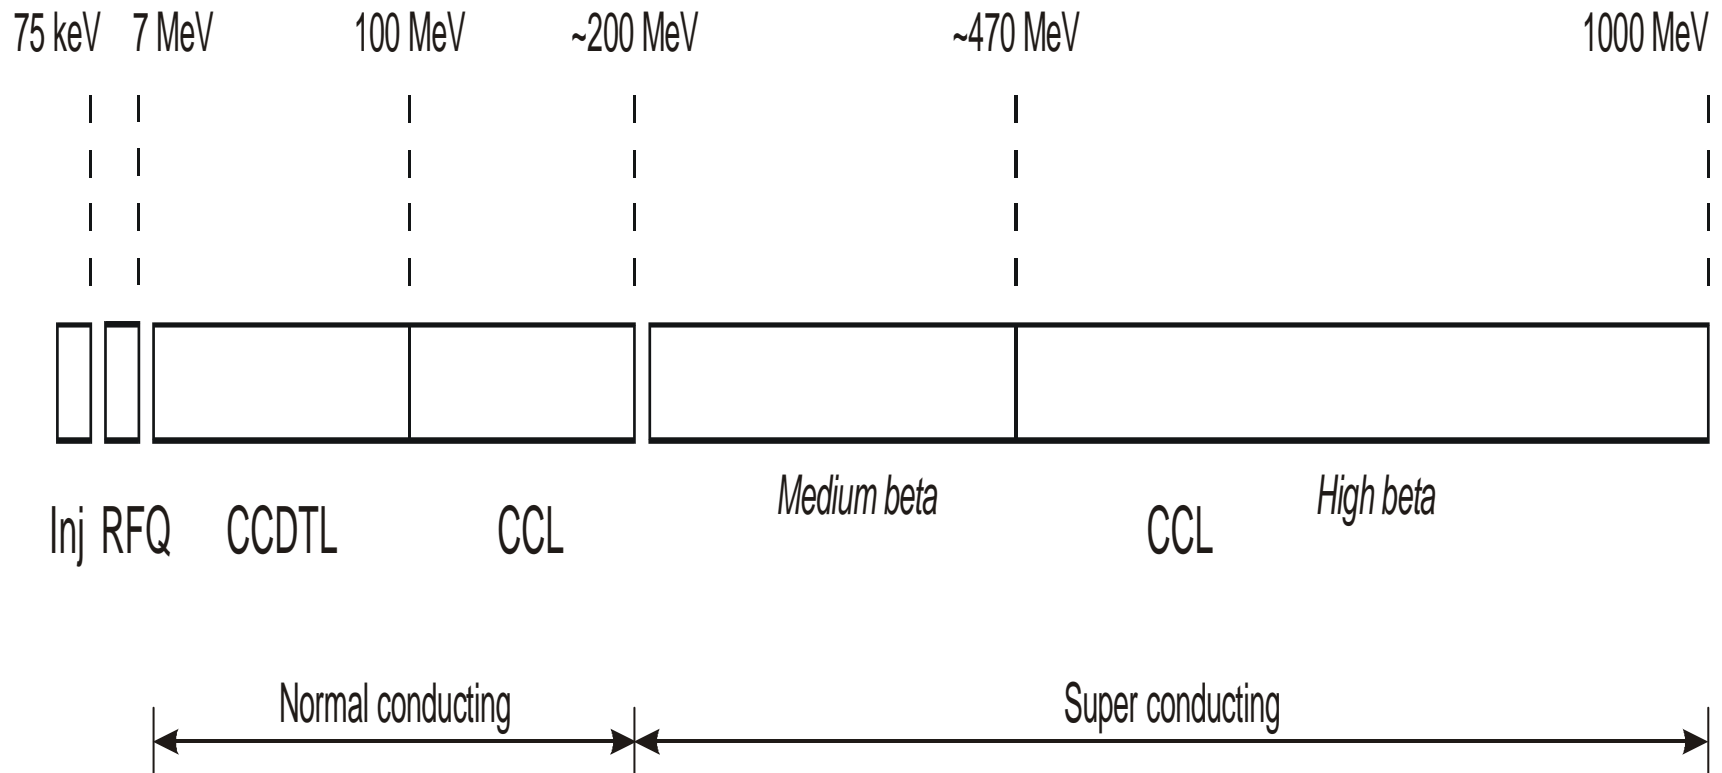 75 keV 7 MeV 100 MeV ~200 MeV ~470 MeV 1000 MeV
Medium beta High beta
Inj RFQ CCDTL CCL CCL
Normal conducting Super conducting